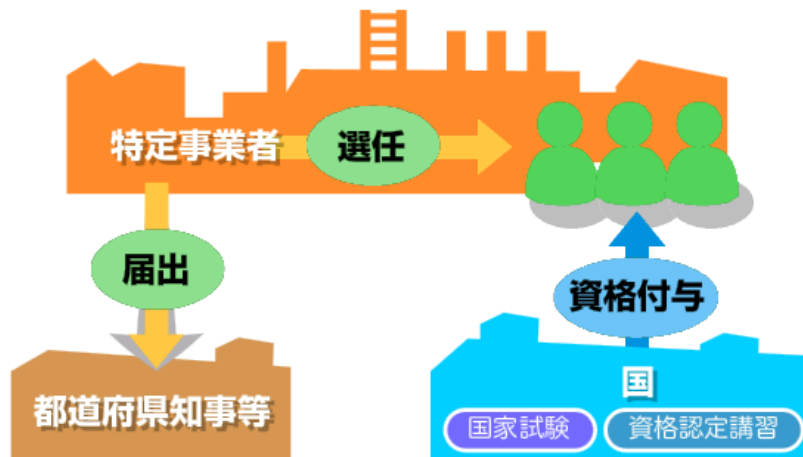 特定事業者
選任
届出
資格付与
都道府県知事等
国
国家試験
資格認定講習